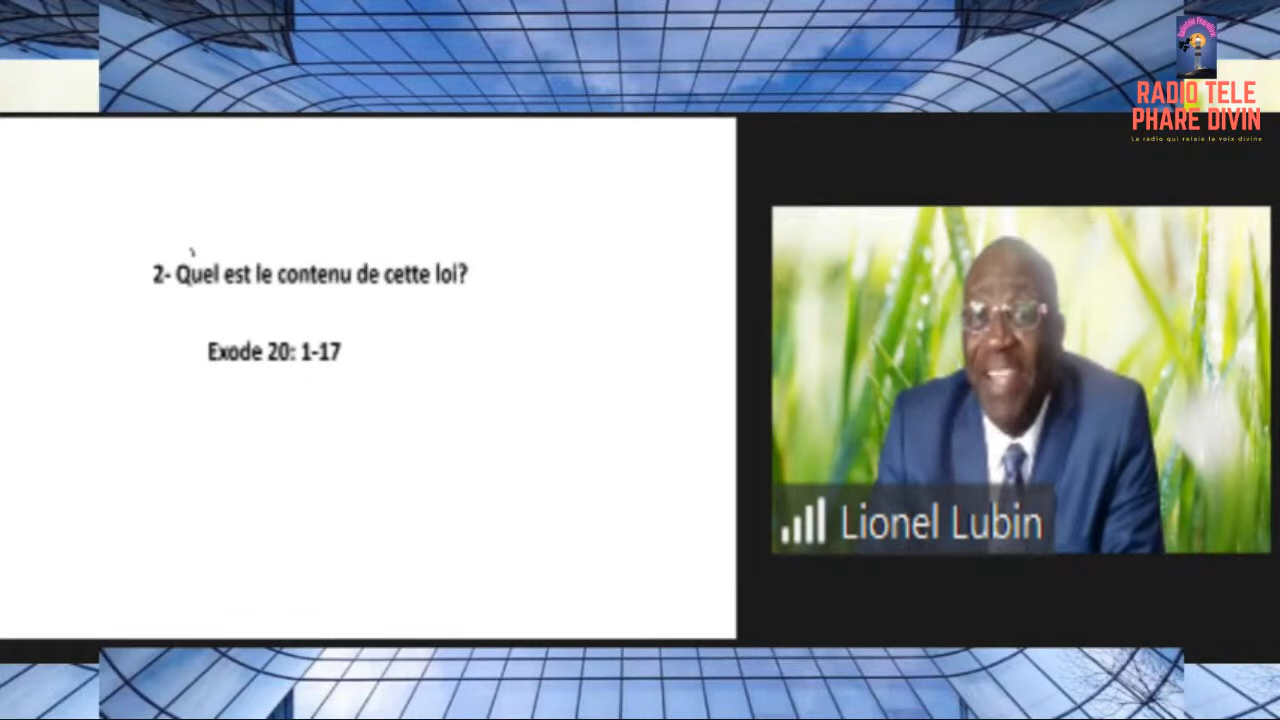 RADIO TELE
PHARE DIVIN
La radio qui relaie la voix divine
2- Quel est le contenu de cette loi?
Exode 20: 1-17
Lionel Lubin